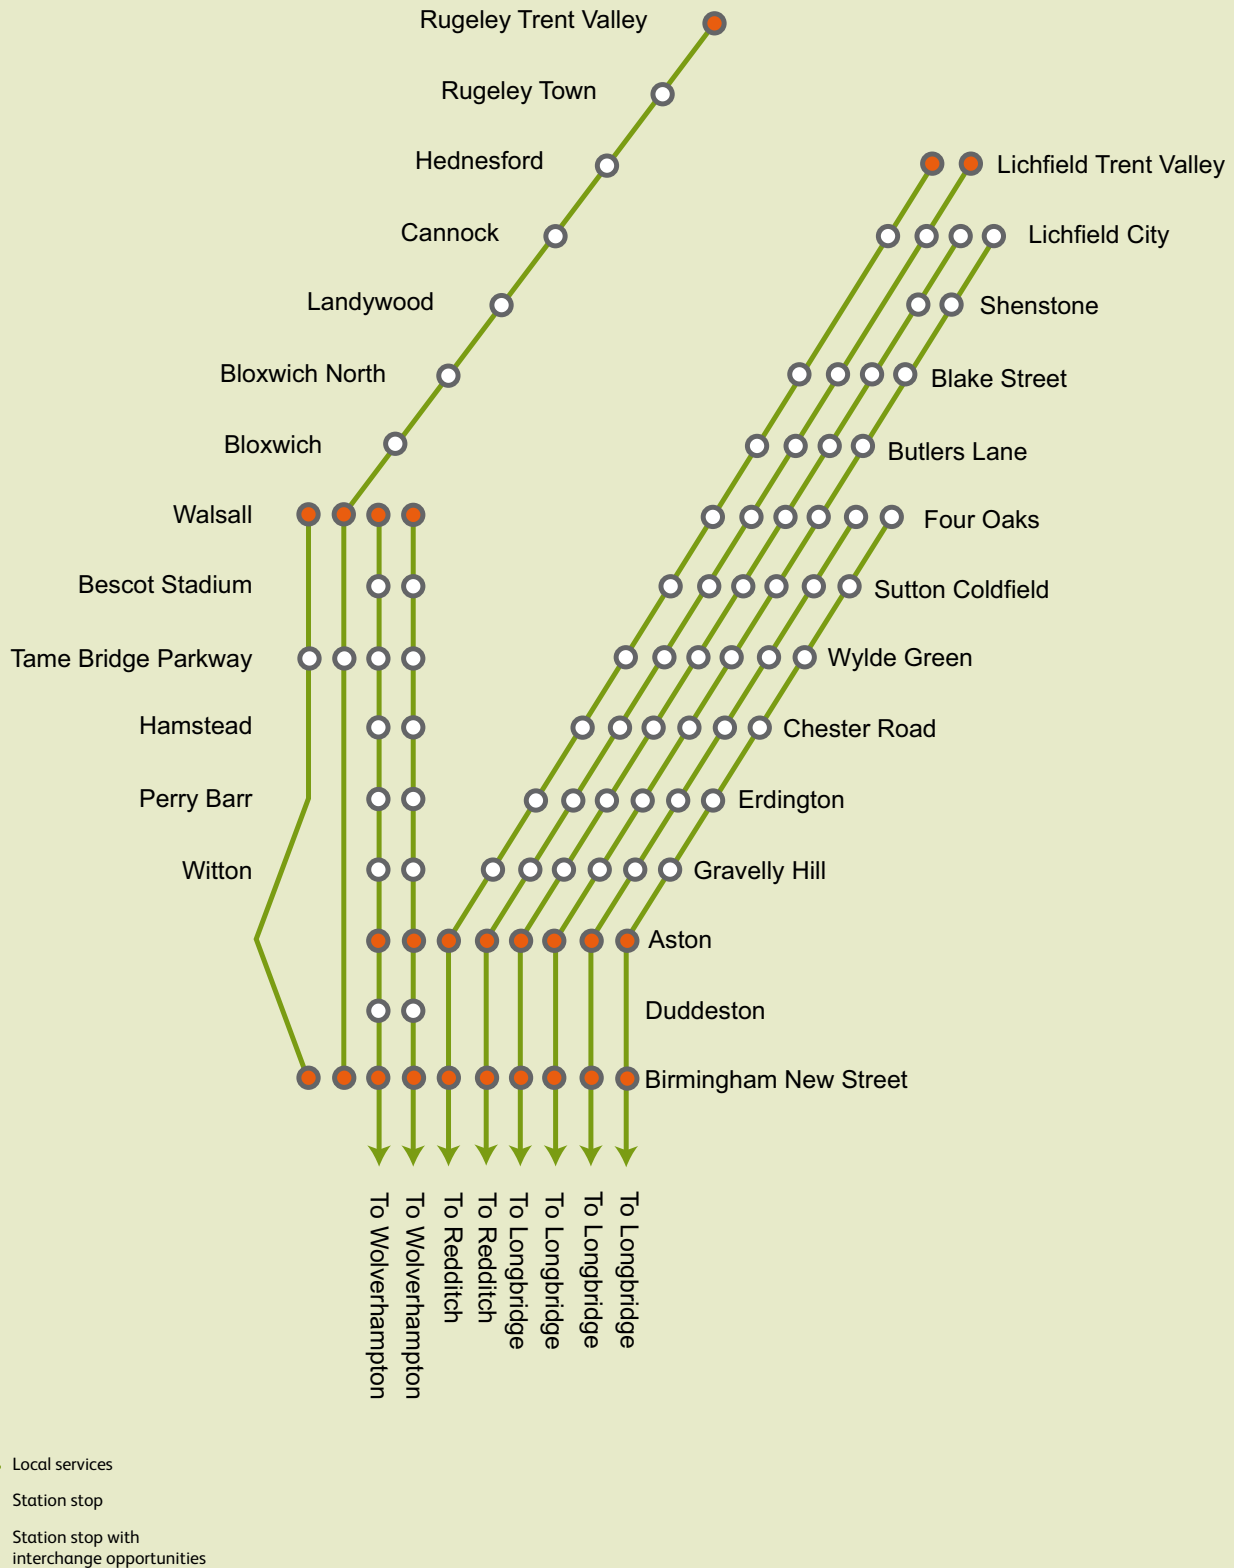 Rugeley Trent Valley
Rugeley Town
Hednesford
Lichfield Trent Valley
Cannock
Lichfield City
Landywood
Shenstone
Bloxwich North
Blake Street
Bloxwich
Butlers Lane
Walsall
Four Oaks
Bescot Stadium
Sutton Coldfield
Tame Bridge Parkway
Wylde Green
Hamstead
Chester Road
Perry Barr
Erdington
Witton
Gravelly Hill
Aston
Duddeston
Birmingham New Street
To Wolverhampton
To Wolverhampton
To Redditch
To Redditch
To Longbridge
To Longbridge
To Longbridge
To Longbridge
Local services
Station stop
Station stop with
interchange opportunities